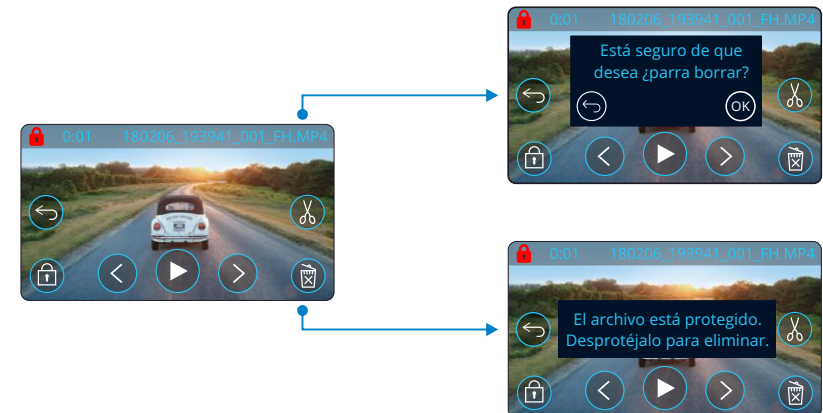 0:01 180206_193941_001_FH.MP4
Está seguro de que
desea ¿parra borrar?
OK
0:01 180206_193941_001_FH.MP4
0:01 180206_193941_001_FH.MP4
El archivo está protegido.
Desprotéjalo para eliminar.